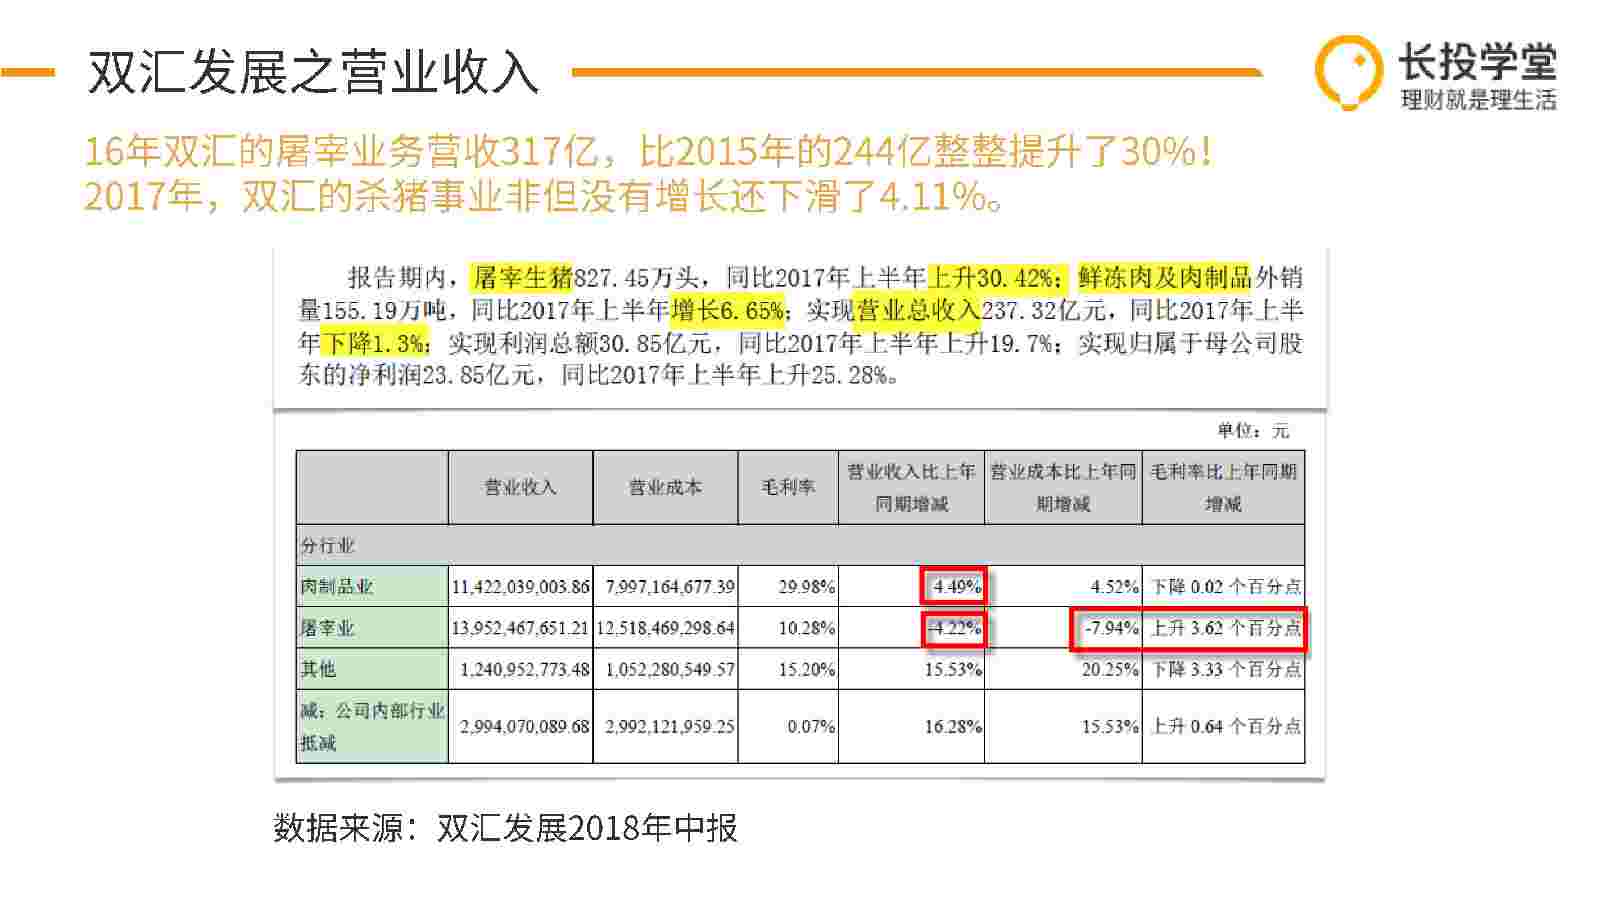 双汇发展之营业收入
长投学堂
理财就是理生活
16年双汇的屠宰业务营收317亿，比2015年的244亿整整提升了30%！
2017年，双汇的杀猪事业非但没有增长还下滑了4.11%。
报告期内，屠宰生猪827.45万头，同比2017年上半年上升30.42%；鲜冻肉及肉制品外销
量155.19万吨，同比2017年上半年增长6.65%；实现营业总收入237.32亿元，同比2017年上半
年下降1.3%；实现利润总额30.85亿元，同比2017年上半年上升19.7%；实现归属于母公司股
东的净利润23.85亿元，同比2017年上半年上升25.28%。
单位：元
营业收入 营业成本 毛利率 营业收入比上年同期增减 营业成本比上年同期增减 毛利率比上年同期增减
分行业
肉制品业 11,422,039,003.86 7,997,164,677.39 29.98% 4.49% 4.52% 下降 0.02 个百分点
屠宰业 13,952,467,651.21 12,518,469,298.64 10.28% -4.22% -7.94% 上升 3.62 个百分点
其他 1,240,952,773.48 1,052,280,549.57 15.20% 15.53% 20.25% 下降 3.33 个百分点
减：公司内部行业抵减 2,994,070,089.68 2,992,121,959.25 0.07% 16.28% 15.53% 上升 0.64 个百分点
数据来源：双汇发展2018年中报